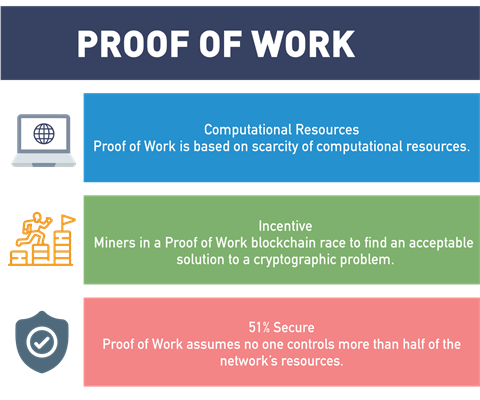 PROOF OF WORK
Computational Resources
Proof of Work is based on scarcity of computational resources.
Incentive
Miners in a Proof of Work blockchain race to find an acceptable
solution to a cryptographic problem.
51% Secure
Proof of Work assumes no one controls more than half of the
network's resources.